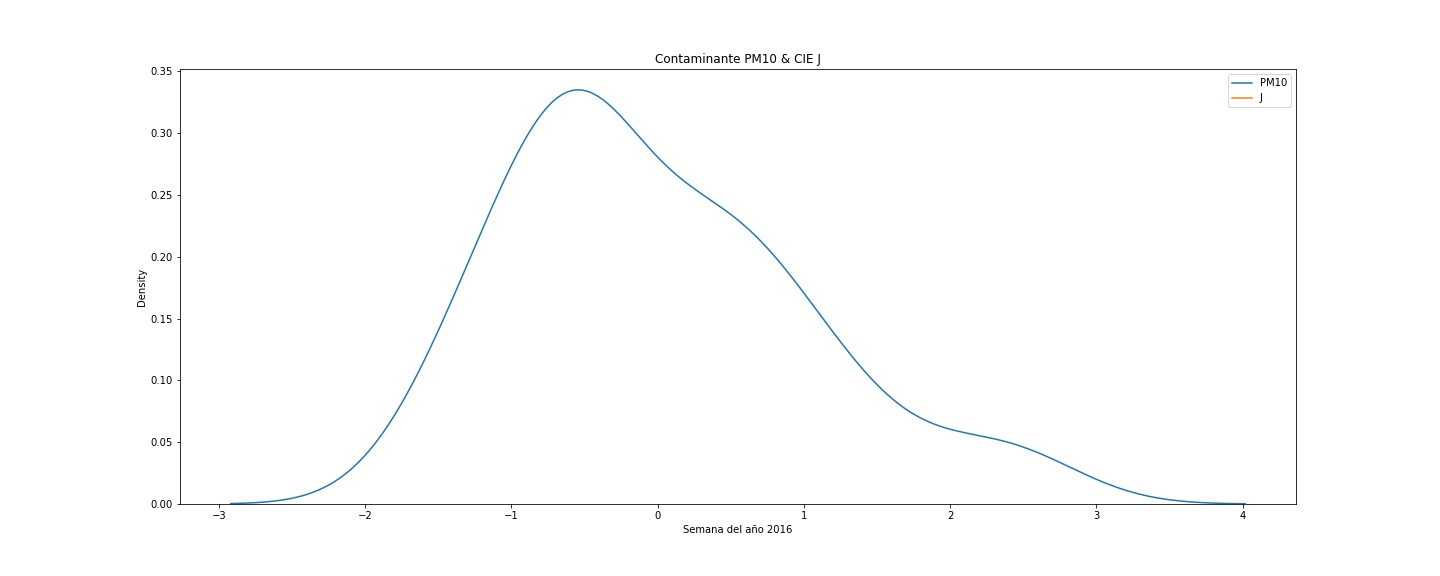 Contaminante PM10 & CIE J
PM10
J
0.35
0.30
0.25
0.20
0.15
0.10
0.05
0.00
Density
−3 −2 −1 0 1 2 3 4
Semana del año 2016